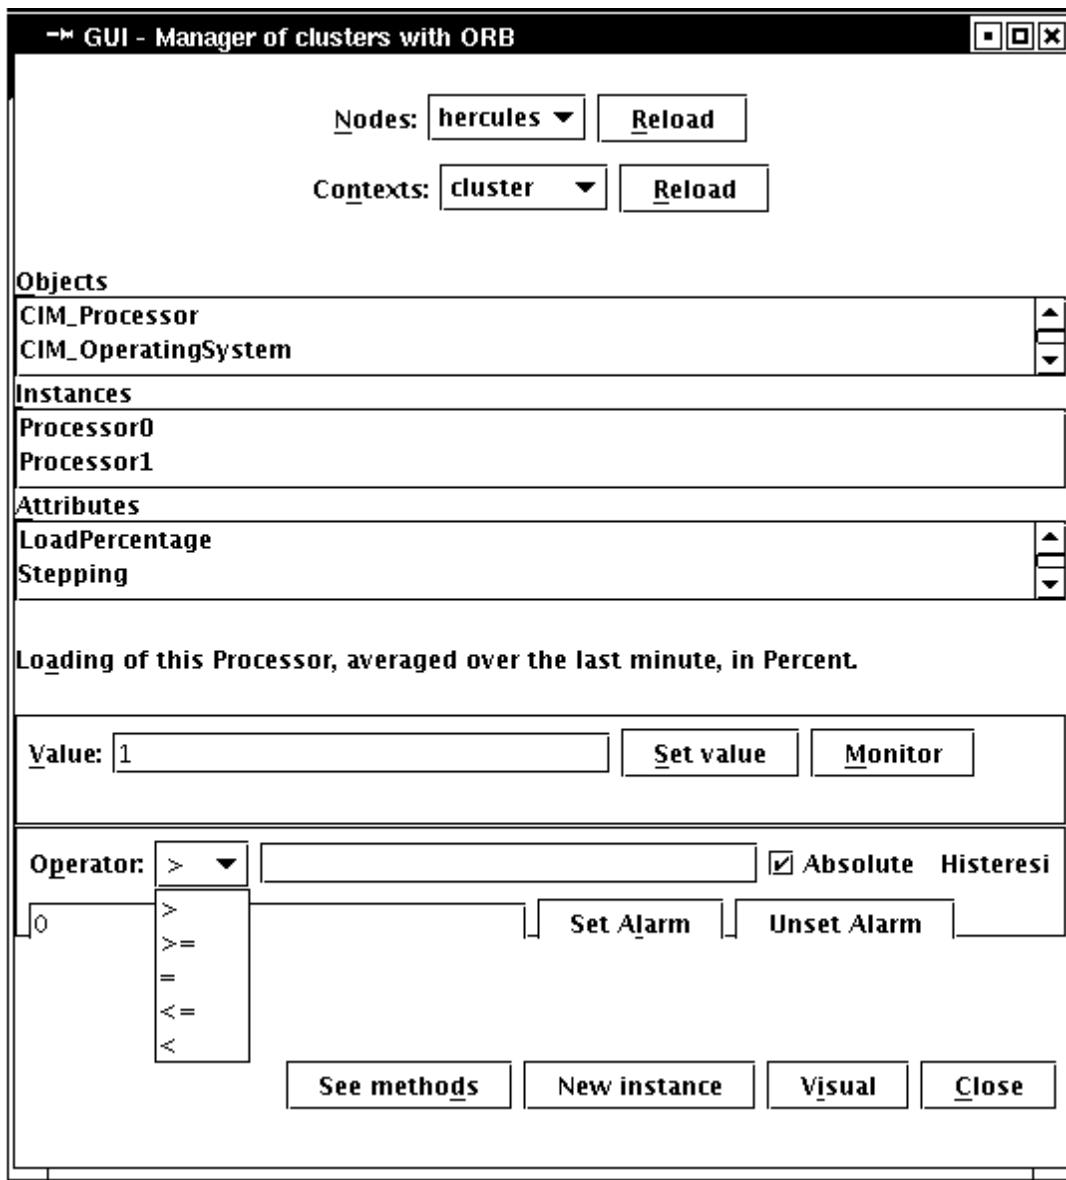 GUI - Manager of clusters with ORB
Nodes: hercules Reload
Contexts: cluster Reload
Objects
CIM_Processor
CIM_OperatingSystem
Instances
Processor0
Processor1
Attributes
LoadPercentage
Stepping
Loading of this Processor, averaged over the last minute, in Percent.
Value: 1 Set value Monitor
Operator: > Absolute Histeresi
0 Set Alarm Unset Alarm
>
>=
=
<=
<
See methods New instance Visual Close